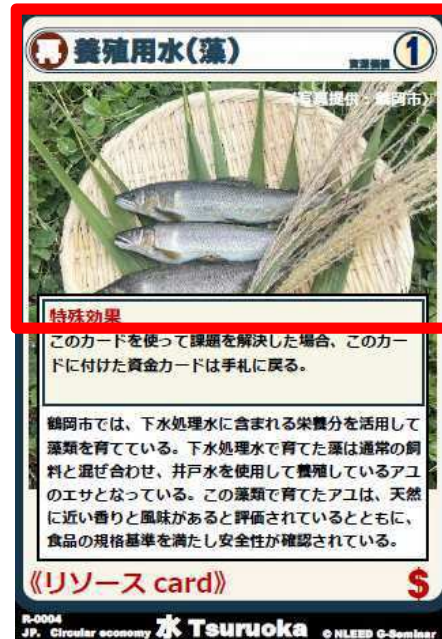 養殖用水(藻)
資源価値 1
(写真提供:鶴岡市)
特殊効果
このカードを使って課題を解決した場合、このカー
ドに付けた資金カードは手札に戻る。
鶴岡市では、下水処理水に含まれる栄養分を活用して
藻類を育てている。下水処理水で育てた藻は通常の飼
料と混ぜ合わせ、井戸水を使用して養殖しているアユ
のエサとなっている。この藻類で育てたアユは、天然
に近い香りと風味があると評価されているとともに、
食品の規格基準を満たし安全性が確認されている。
《リソース card》 $
R-0004
JP. Circular economy 水 Tsuruoka © NLEED G-Seminar